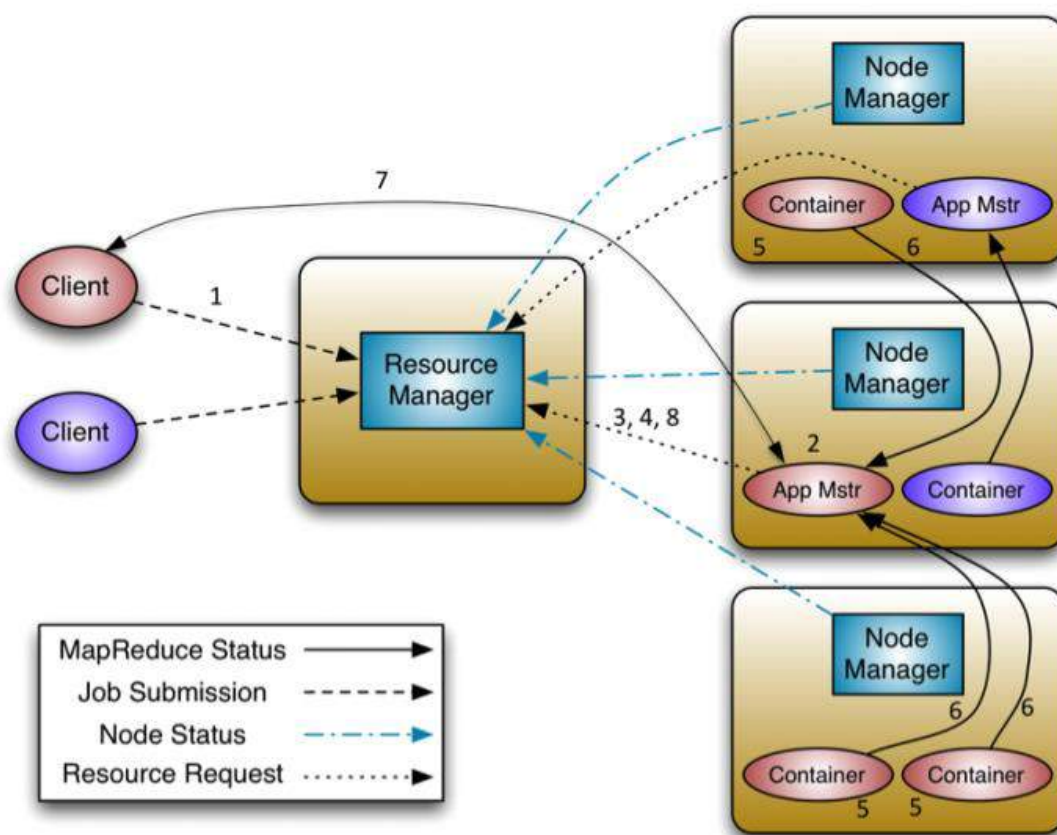 Node
Manager
7
Container
App Mstr
5
6
Client
1
Resource
Manager
Node
Manager
Client
3, 4, 8
2
App Mstr
Container
Node
Manager
MapReduce Status
Job Submission
Node Status
Resource Request
6
6
Container
Container
5
5